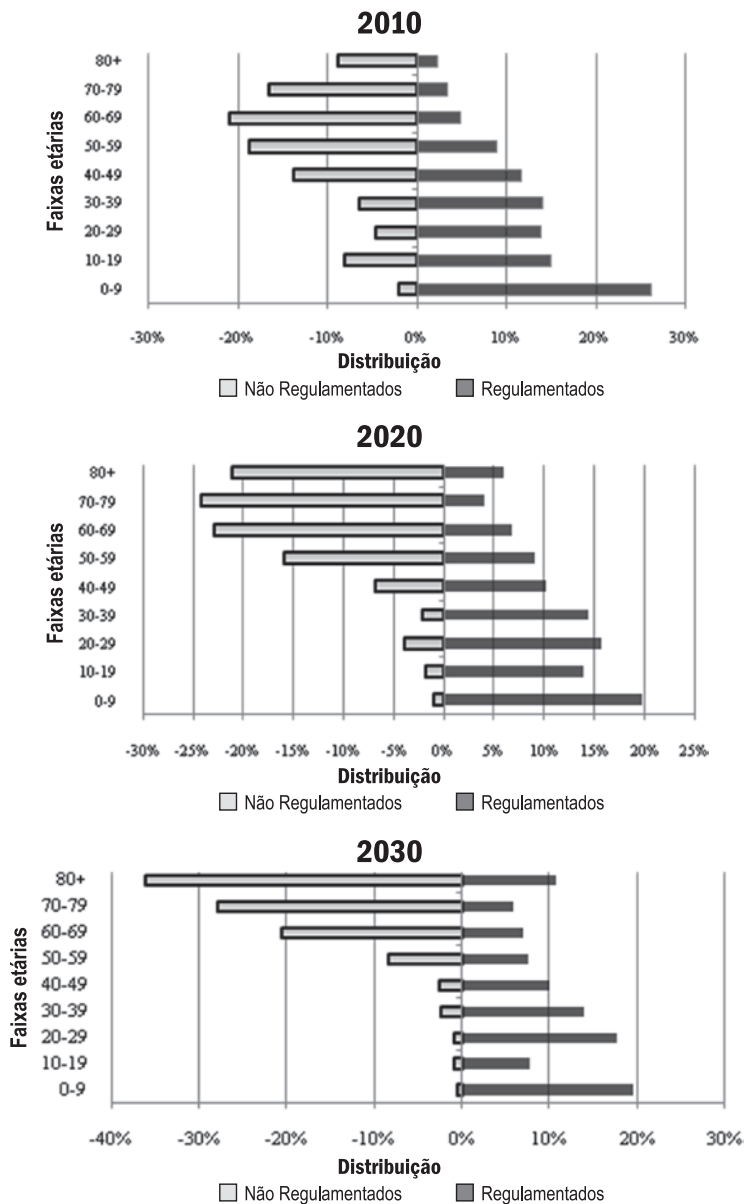 2010
Faixas etárias
80+
70-79
60-69
50-59
40-49
30-39
20-29
10-19
0-9
-30% -20% -10% 0% 10% 20% 30%
Distribuição
Não Regulamentados Regulamentados
2020
Faixas etárias
80+
70-79
60-69
50-59
40-49
30-39
20-29
10-19
0-9
-30% -25% -20% -15% -10% -5% 0% 5% 10% 15% 20% 25%
Distribuição
Não Regulamentados Regulamentados
2030
Faixas etárias
80+
70-79
60-69
50-59
40-49
30-39
20-29
10-19
0-9
-40% -30% -20% -10% 0% 10% 20% 30%
Distribuição
Não Regulamentados Regulamentados